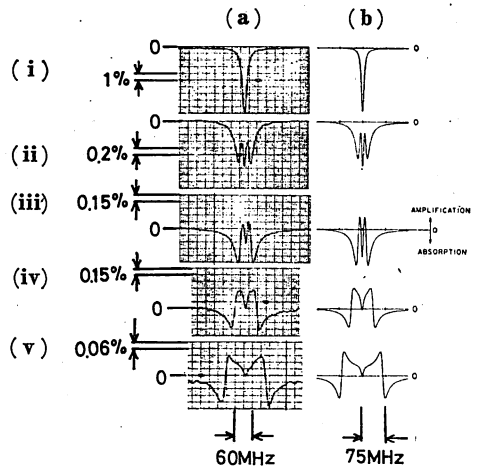 (a) (b)
(i) 0 0
1%
(ii) 0 0
0.2%
(iii) 0.15%
AMPLIFICATION
0 0
ABSORPTION
(iv) 0.15%
0 0
(v) 0.06%
0 0
60MHz 75MHz